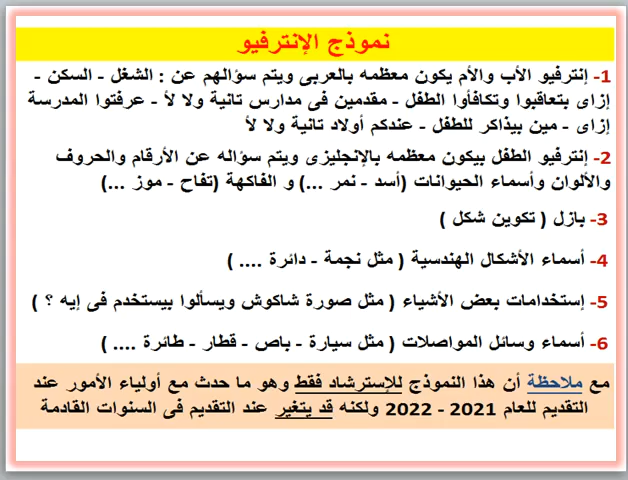 نموذج الإنترفيو
1- إنترفيو الأب والأم يكون معظمه بالعربى ويتم سؤالهم عن : الشغل - السكن -
إزاى بتعاقبوا وتكافأوا الطفل - مقدمين فى مدارس تانية ولا لأ - عرفتوا المدرسة
إزاى - مين بيذاكر للطفل - عندكم أولاد تانية ولا لأ
2- إنترفيو الطفل بيكون معظمه بالإنجليزى ويتم سؤاله عن الأرقام والحروف
والألوان وأسماء الحيوانات (أسد - نمر ...) و الفاكهة (تفاح - موز ...)
3- بازل ( تكوين شكل )
4- أسماء الأشكال الهندسية ( مثل نجمة - دائرة .... )
5- إستخدامات بعض الأشياء ( مثل صورة شاكوش ويسألوا بيستخدم فى إيه ؟ )
6- أسماء وسائل المواصلات ( مثل سيارة - باص - قطار - طائرة .... )
مع ملاحظة أن هذا النموذج للإسترشاد فقط وهو ما حدث مع أولياء الأمور عند
التقديم للعام 2021 - 2022 ولكنه قد يتغير عند التقديم فى السنوات القادمة